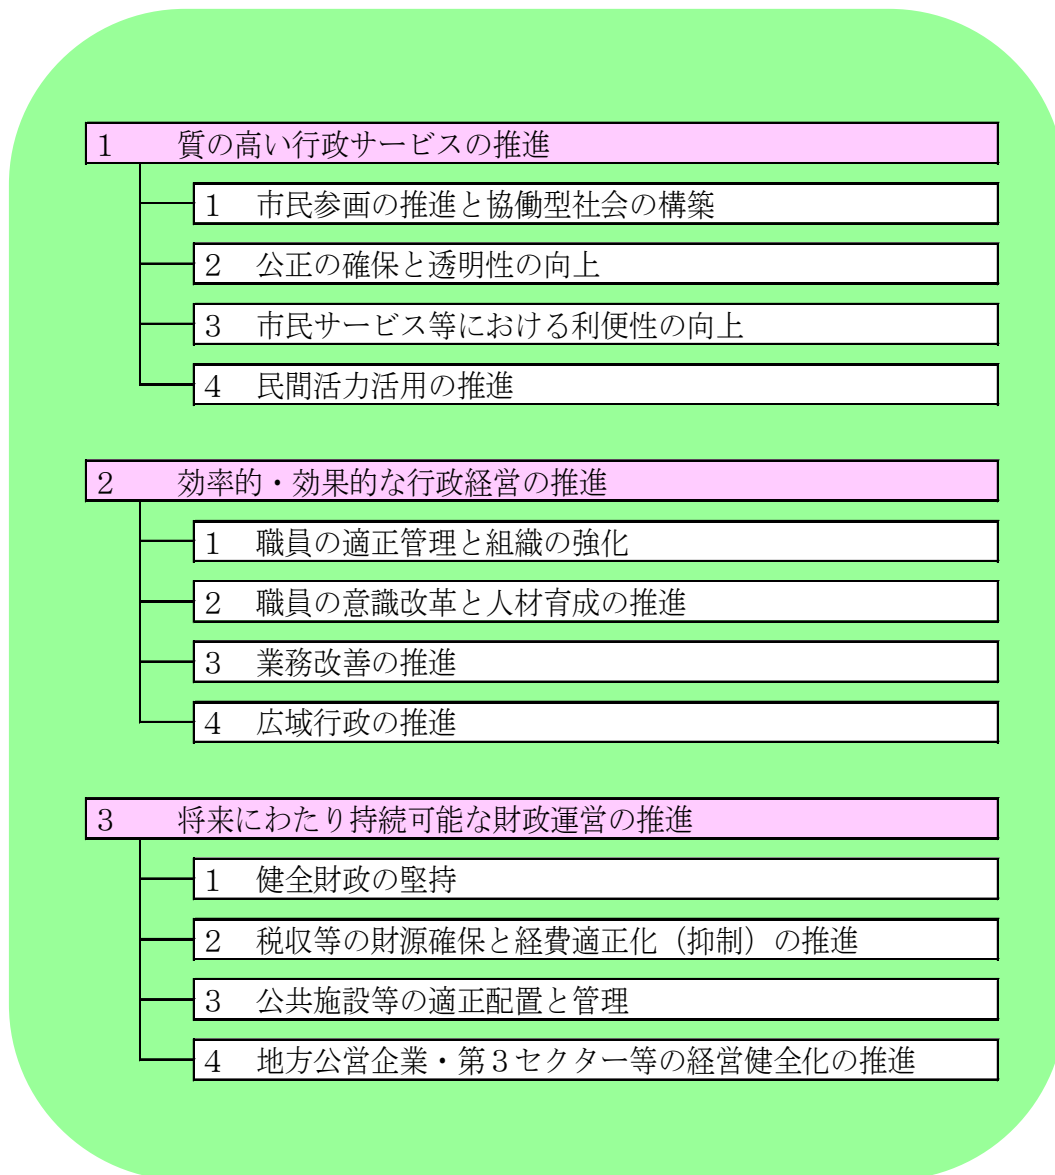 １　質の高い行政サービスの推進
１　市民参画の推進と協働型社会の構築
２　公正の確保と透明性の向上
３　市民サービス等における利便性の向上
４　民間活力活用の推進
２　効率的・効果的な行政経営の推進
１　職員の適正管理と組織の強化
２　職員の意識改革と人材育成の推進
３　業務改善の推進
４　広域行政の推進
３　将来にわたり持続可能な財政運営の推進
１　健全財政の堅持
２　税収等の財源確保と経費適正化（抑制）の推進
３　公共施設等の適正配置と管理
４　地方公営企業・第３セクター等の経営健全化の推進